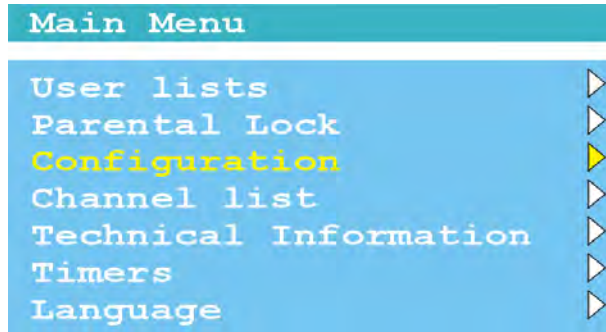 Main Menu
User lists
Parental Lock
Configuration
Channel list
Technical Information
Timers
Language